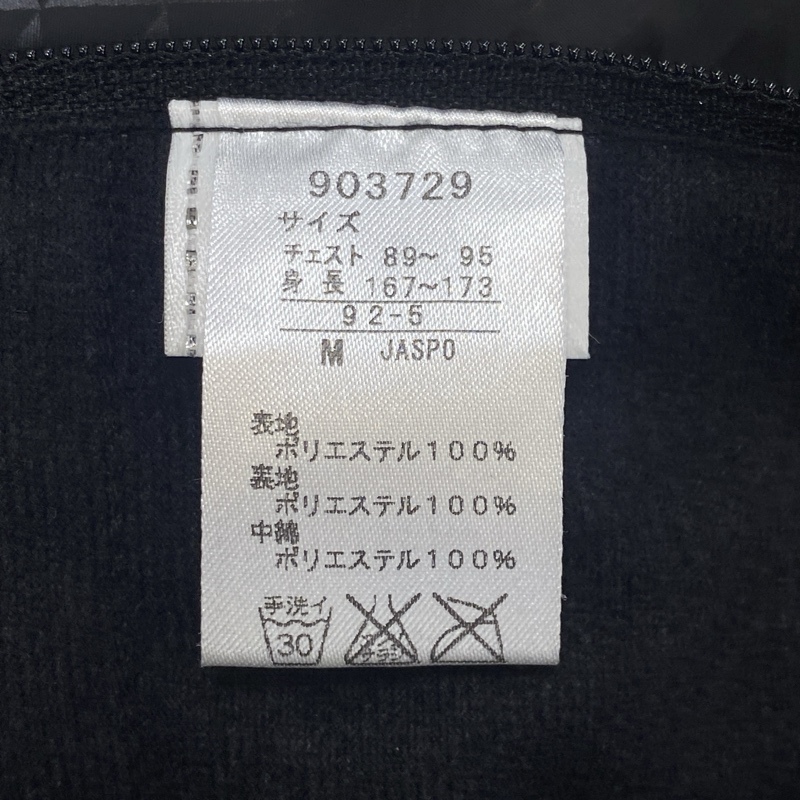 903729
サイズ
チェスト 89～ 95
身長 167～173
92-5
M JASPO
表地
ポリエステル100%
表地
ポリエステル100%
中綿
ポリエステル100%
手洗イ
30